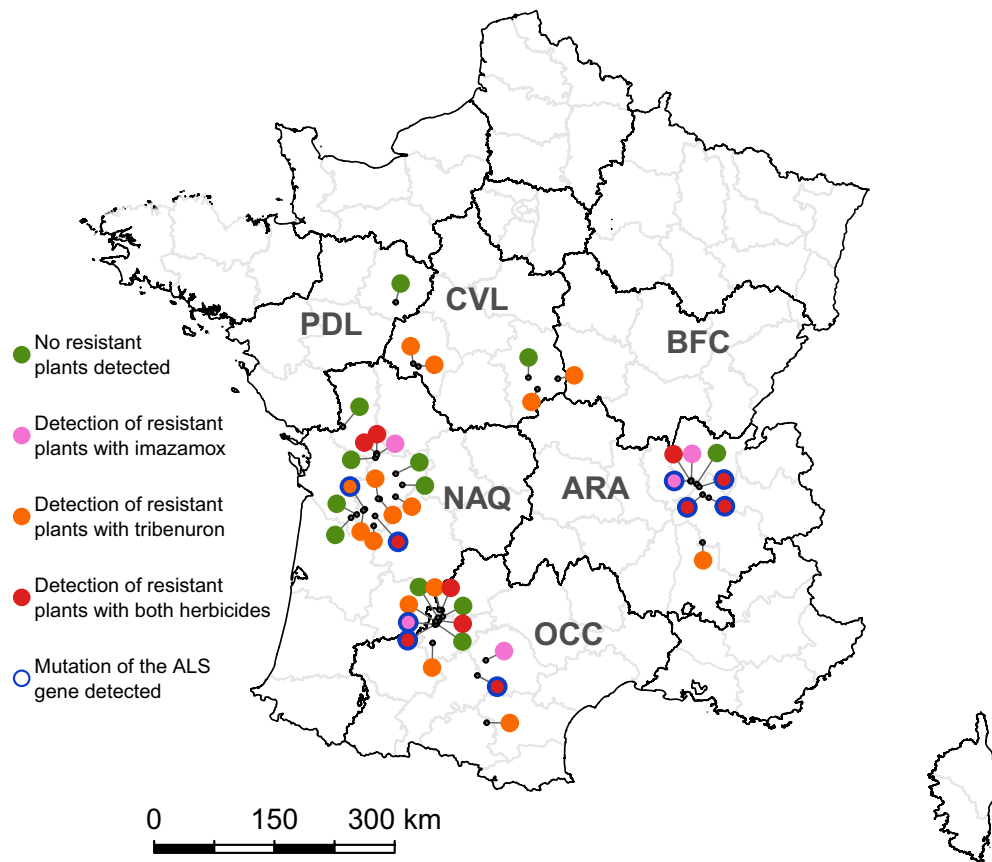 CVL
PDL
BFC
No resistant
plants detected
Detection of resistant
plants with imazamox
NAQ
ARA
Detection of resistant
plants with tribenuron
Detection of resistant
plants with both herbicides
OCC
Mutation of the ALS
gene detected
0 150 300 km